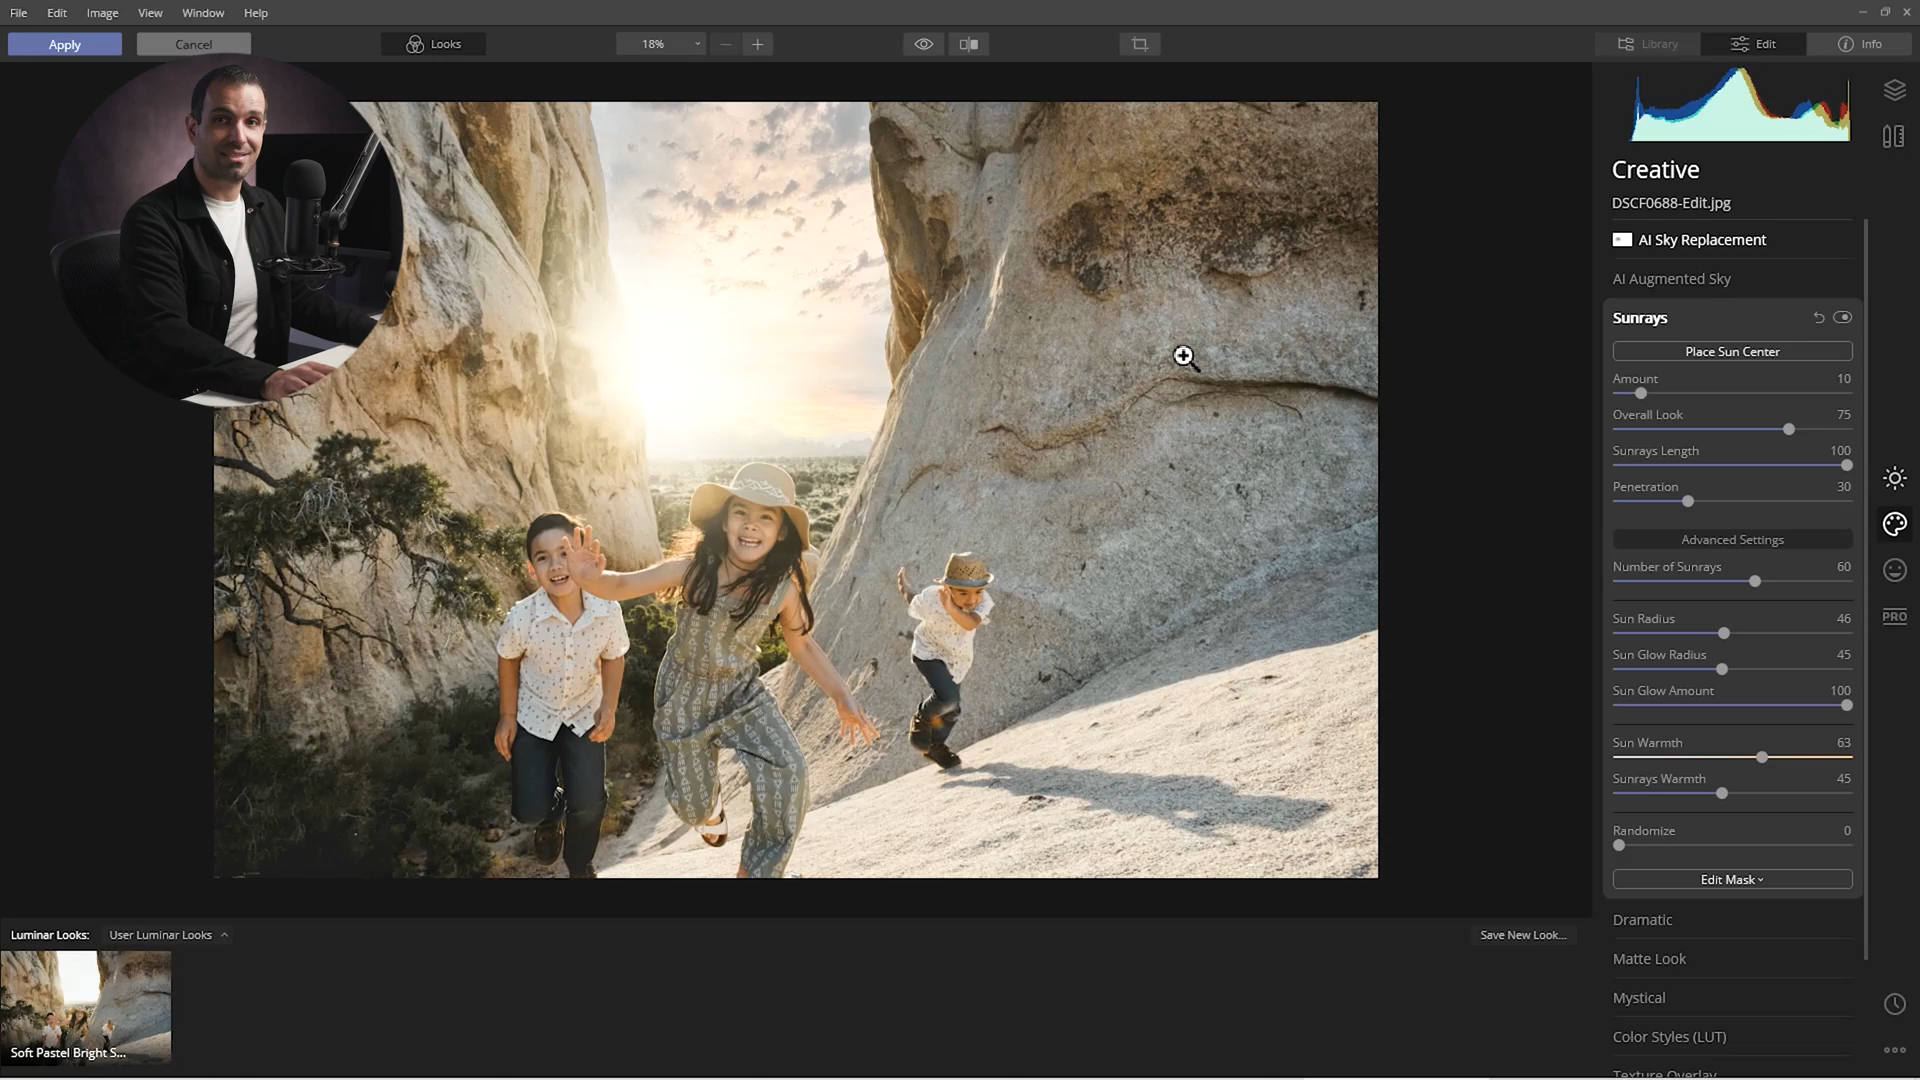 File Edit Image View Window Help
Apply Cancel Looks 18% Library Edit Info
Creative
DSCF0688-Edit.jpg
AI Sky Replacement
AI Augmented Sky
Sunrays
Place Sun Center
Amount 10
Overall Look 75
Sunrays Length 100
Penetration 30
Advanced Settings
Number of Sunrays 60
Sun Radius 46
Sun Glow Radius 45
Sun Glow Amount 100
Sun Warmth 63
Sunrays Warmth 45
Randomize 0
Edit Mask
PRO
Dramatic
Matte Look
Mystical
Color Styles (LUT)
Texture Overlay
Luminar Looks: User Luminar Looks Save New Look...
Soft Pastel Bright S...